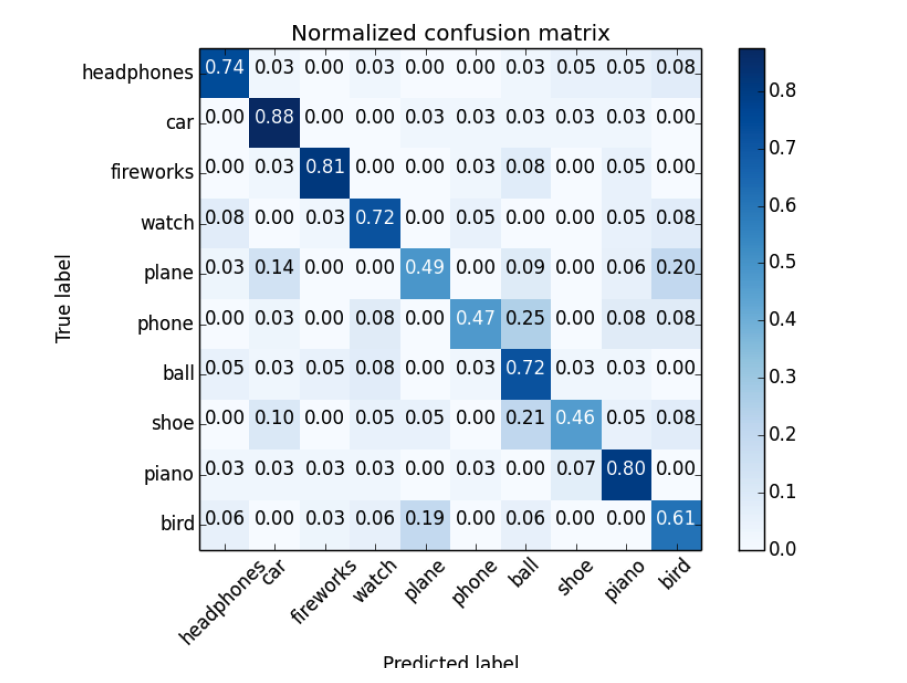 Normalized confusion matrix
headphones 0.74 0.03 0.00 0.03 0.00 0.00 0.03 0.05 0.05 0.08
car 0.00 0.88 0.00 0.00 0.03 0.03 0.03 0.03 0.03 0.00
fireworks 0.00 0.03 0.81 0.00 0.00 0.03 0.08 0.00 0.05 0.00
watch 0.08 0.00 0.03 0.72 0.00 0.05 0.00 0.00 0.05 0.08
plane 0.03 0.14 0.00 0.00 0.49 0.00 0.09 0.00 0.06 0.20
phone 0.00 0.03 0.00 0.08 0.00 0.47 0.25 0.00 0.08 0.08
ball 0.05 0.03 0.05 0.08 0.00 0.03 0.72 0.03 0.03 0.00
shoe 0.00 0.10 0.00 0.05 0.05 0.00 0.21 0.46 0.05 0.08
piano 0.03 0.03 0.03 0.03 0.00 0.03 0.00 0.07 0.80 0.00
bird 0.06 0.00 0.03 0.06 0.19 0.00 0.06 0.00 0.00 0.61
headphones car fireworks watch plane phone ball shoe piano bird
True label
Predicted label
0.8
0.7
0.6
0.5
0.4
0.3
0.2
0.1
0.0